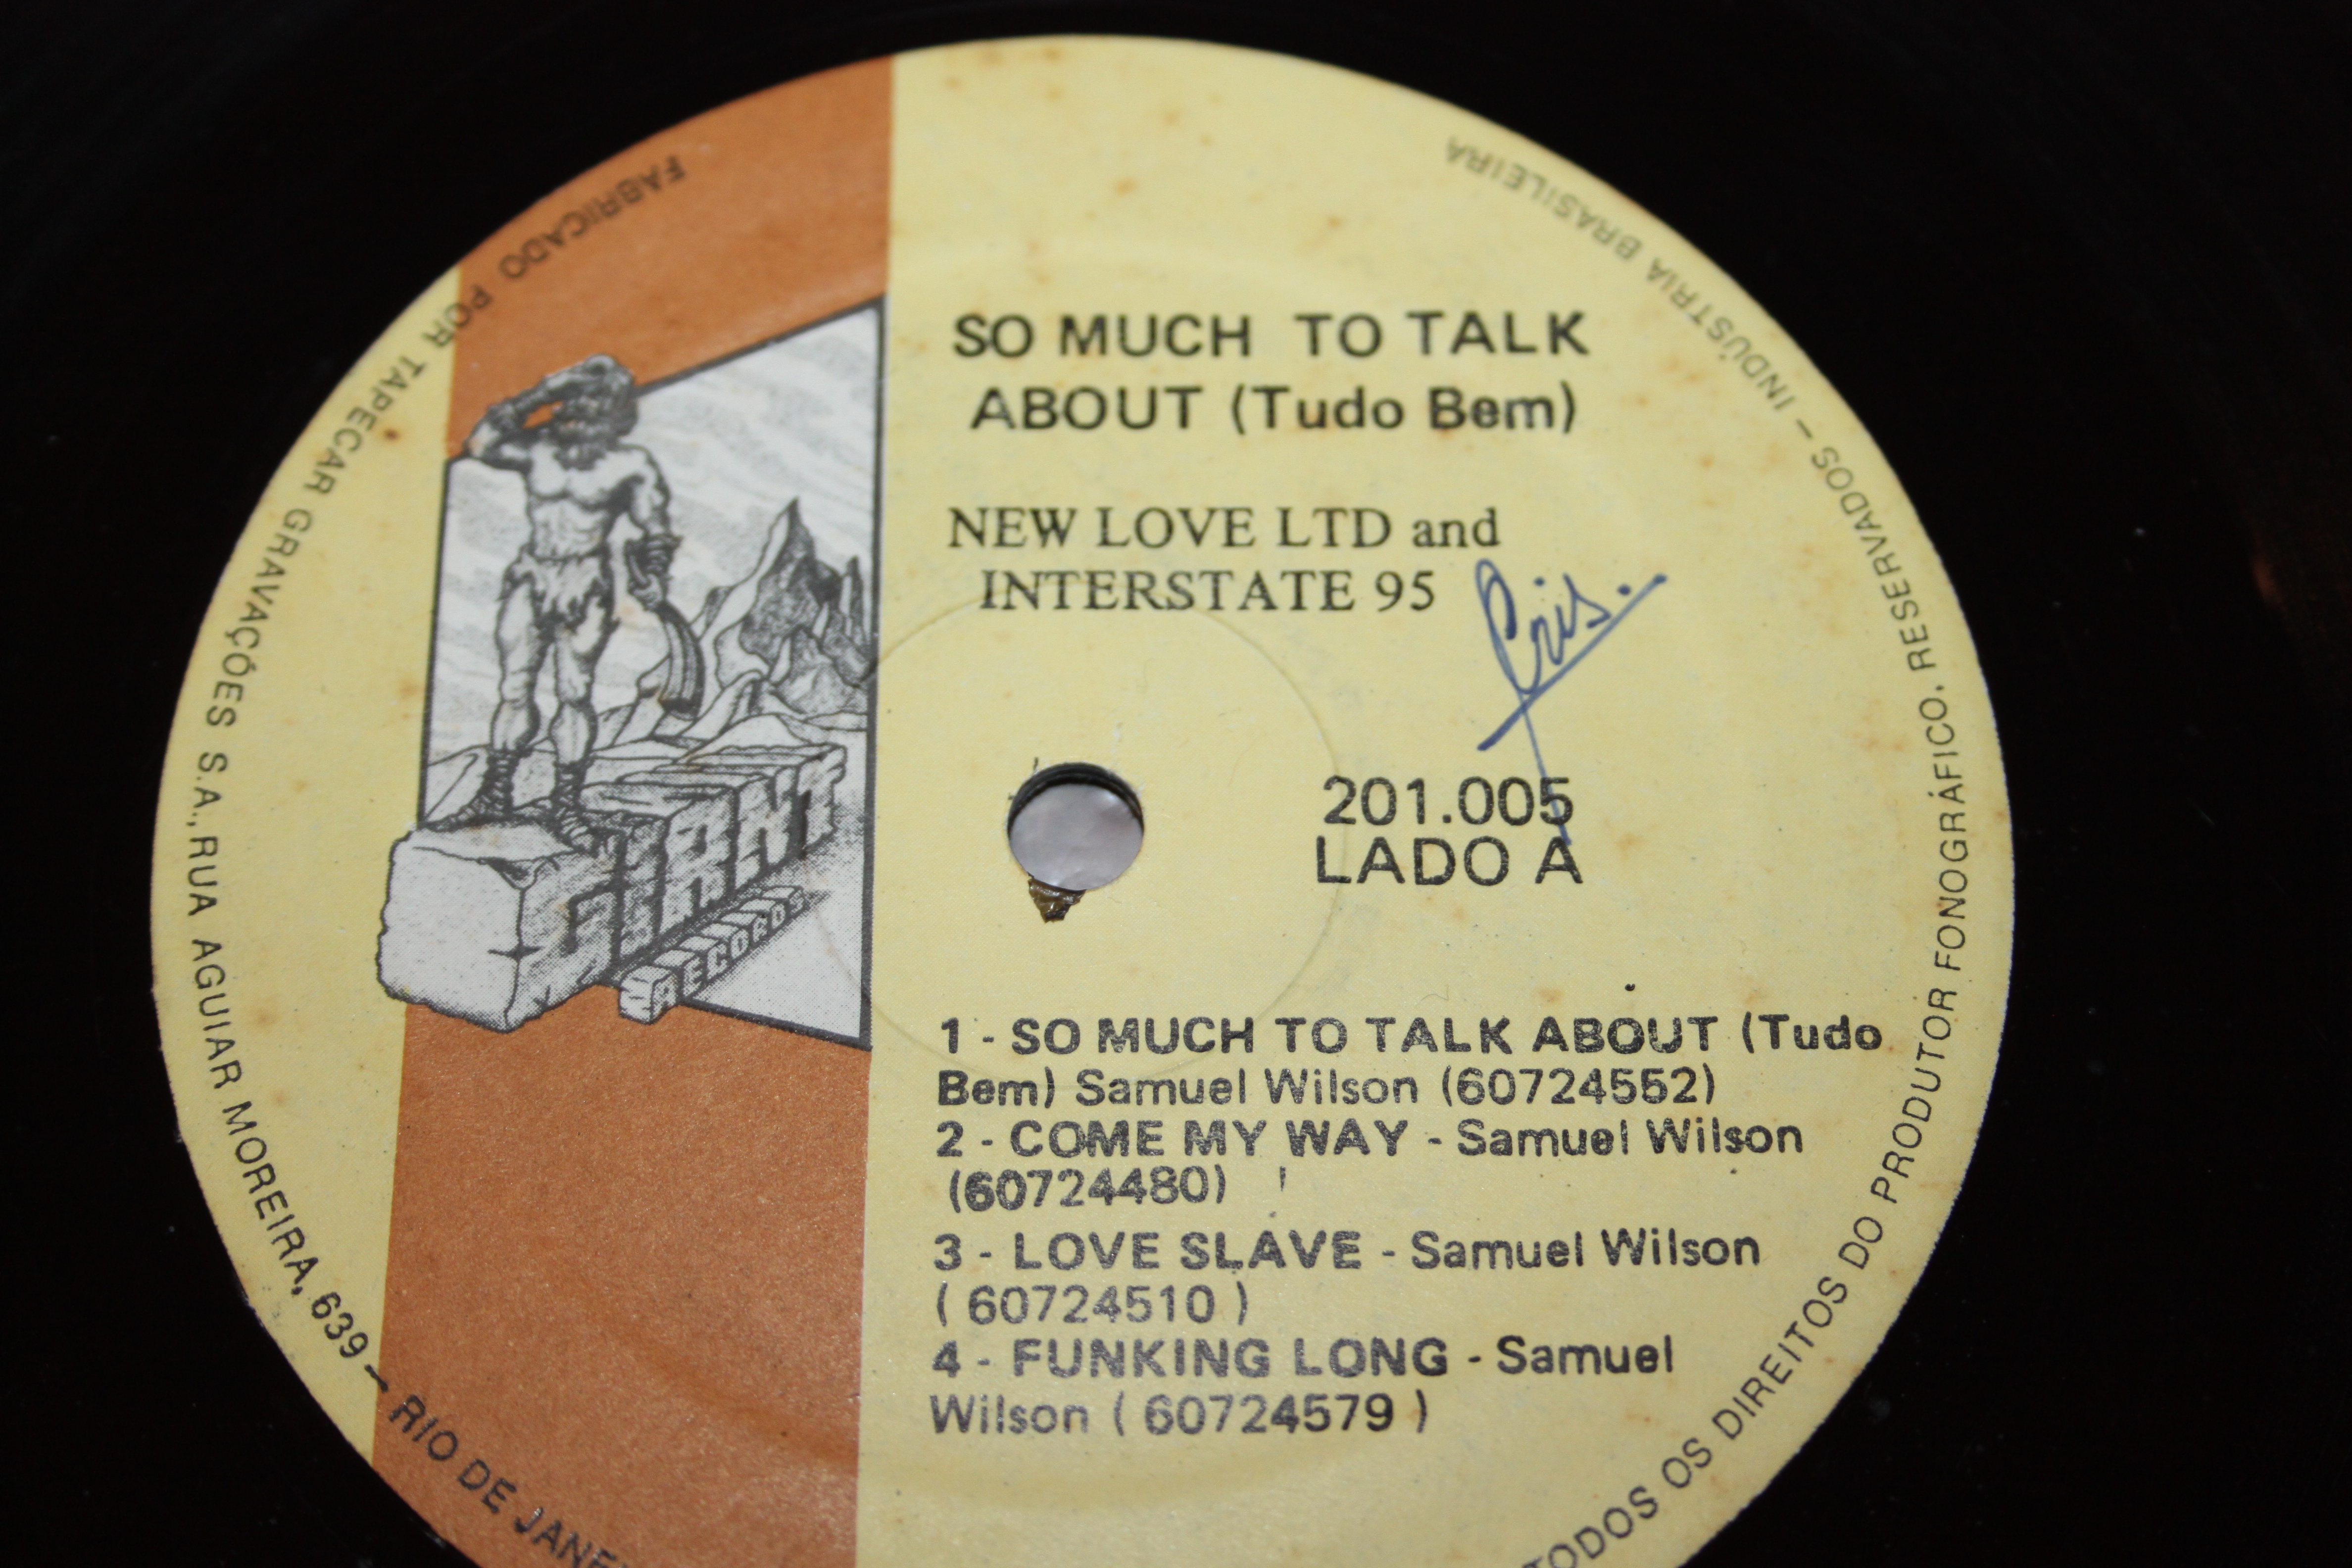 SO MUCH TO TALK
ABOUT (Tudo Bem)
NEW LOVE LTD and
INTERSTATE 95
Cris.
201.005
LADO A
GIANT
RECORDS
1 - SO MUCH TO TALK ABOUT (Tudo
Bem) Samuel Wilson (60724552)
2 - COME MY WAY - Samuel Wilson
(60724480)
3 - LOVE SLAVE - Samuel Wilson
( 60724510 )
4 - FUNKING LONG - Samuel
Wilson ( 60724579 )
FABRICADO POR TAPECAR GRAVAÇÕES S.A., RUA AGUIAR MOREIRA, 639 – RIO DE
TODOS OS DIREITOS DO PRODUTOR FONOGRÁFICO. RESERVADOS – INDÚSTRIA BRASILEIRA